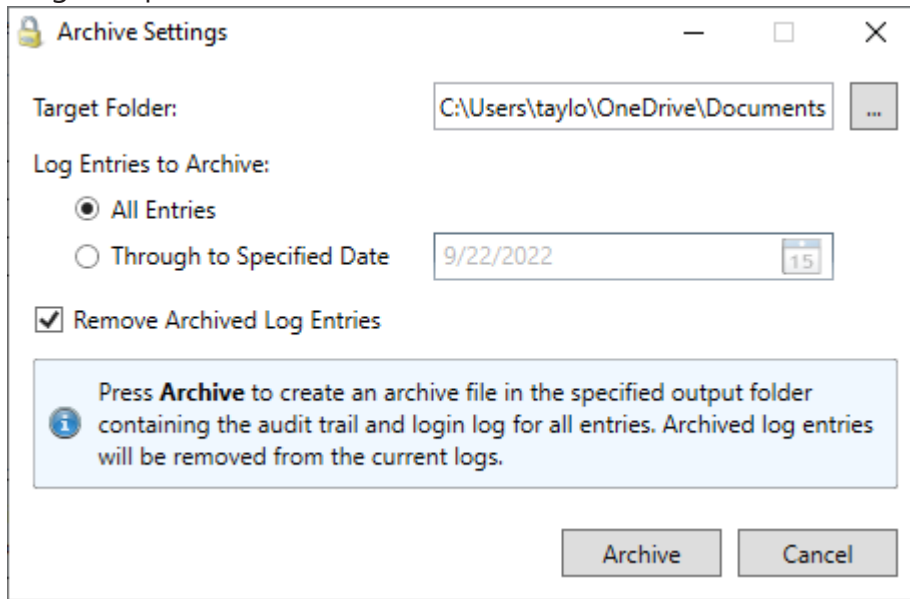 Archive Settings
Target Folder: C:\Users\taylo\OneDrive\Documents ...
Log Entries to Archive:
All Entries
Through to Specified Date 9/22/2022 15
Remove Archived Log Entries
Press Archive to create an archive file in the specified output folder
containing the audit trail and login log for all entries. Archived log entries
will be removed from the current logs.
Archive Cancel